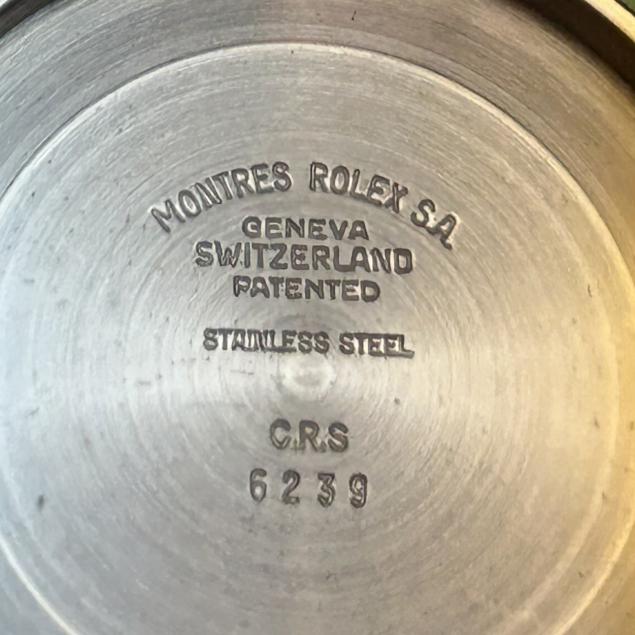 MONTRES ROLEX S.A.
GENEVA
SWITZERLAND
PATENTED
STAINLESS STEEL
C.R.S
6239